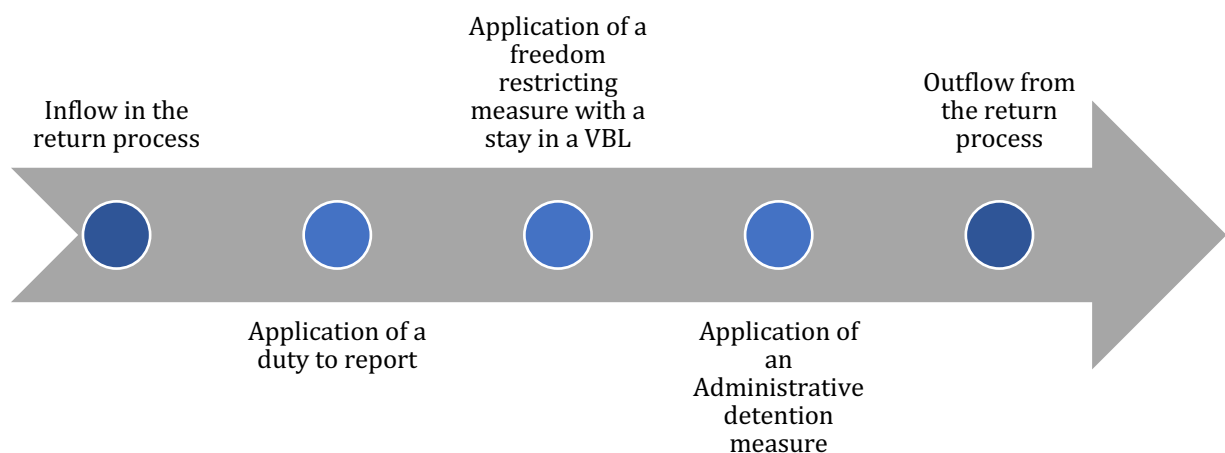 Inflow in the
return process
Application of a
duty to report
Application of a
freedom
restricting
measure with a
stay in a VBL
Application of
an
Administrative
detention
measure
Outflow from
the return
process